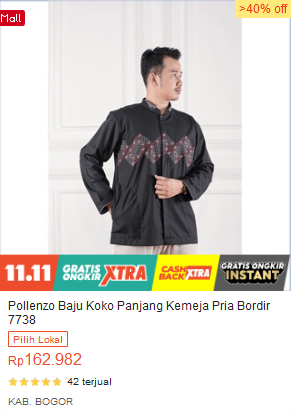 >40% off
Mall
11.11
GRATIS ONGKIR XTRA
CASH BACK XTRA
GRATIS ONGKIR INSTANT
Pollenzo Baju Koko Panjang Kemeja Pria Bordir
7738
Pilih Lokal
Rp162.982
42 terjual
KAB. BOGOR